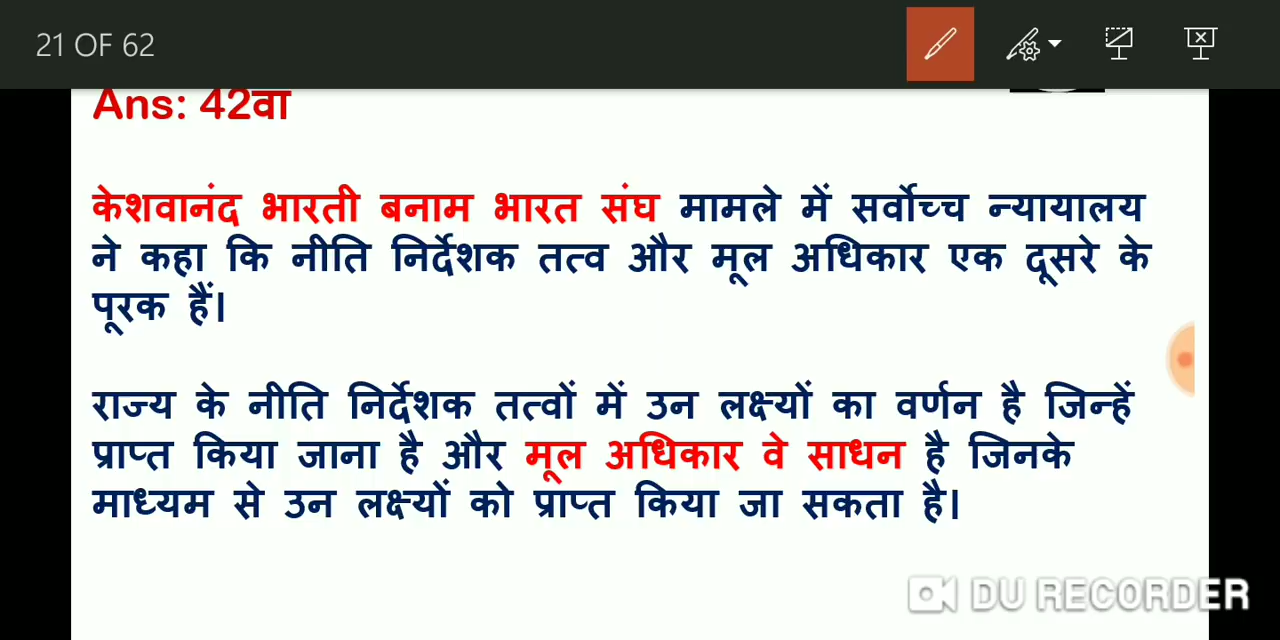 21 OF 62
Ans: 42वा
केशवानंद भारती बनाम भारत संघ मामले में सर्वोच्च न्यायालय
ने कहा कि नीति निर्देशक तत्व और मूल अधिकार एक दूसरे के
पूरक हैं।
राज्य के नीति निर्देशक तत्वों में उन लक्ष्यों का वर्णन है जिन्हें
प्राप्त किया जाना है और मूल अधिकार वे साधन है जिनके
माध्यम से उन लक्ष्यों को प्राप्त किया जा सकता है।
DU RECORDER